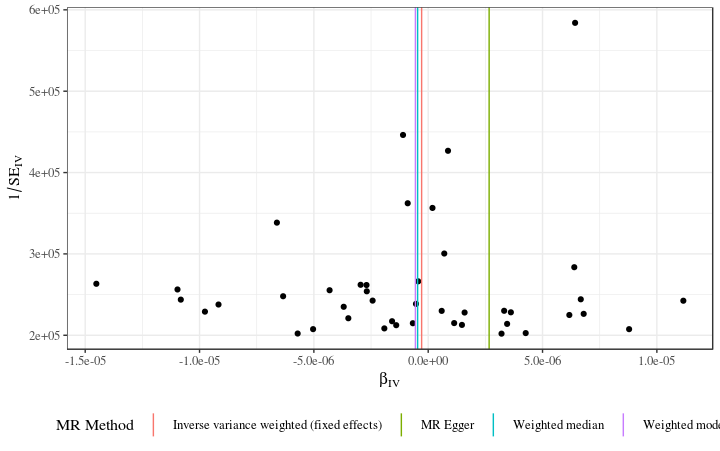 6e+05
5e+05
4e+05
3e+05
2e+05
1/SE_IV
-1.5e-05 -1.0e-05 -5.0e-06 0.0e+00 5.0e-06 1.0e-05
β_IV
MR Method Inverse variance weighted (fixed effects) MR Egger Weighted median Weighted mode